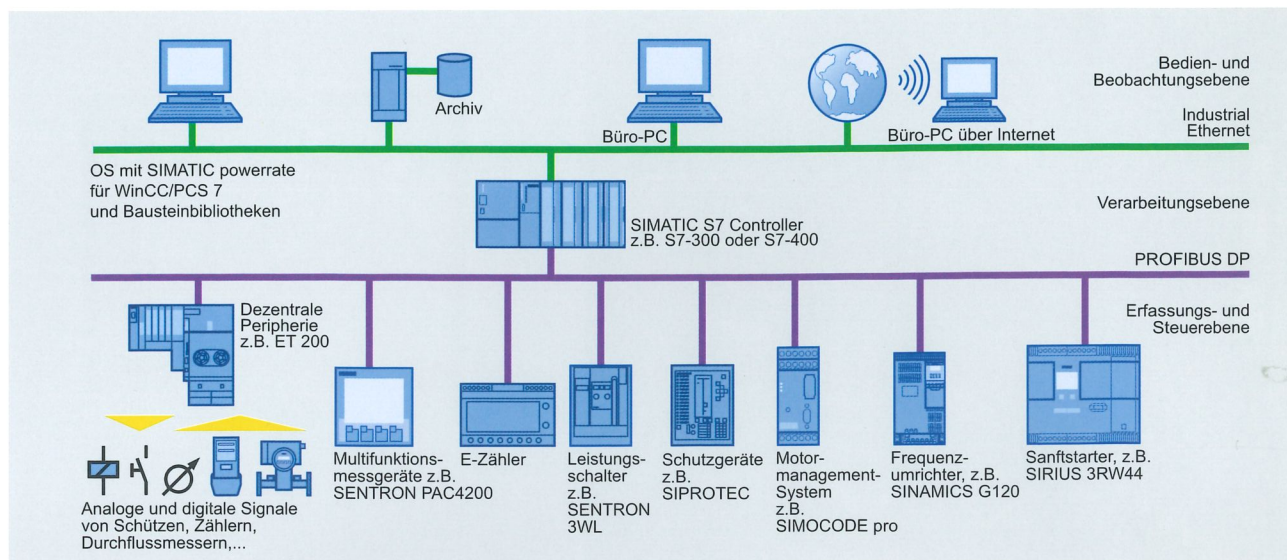 Bedien- und
Beobachtungsebene
Archiv
Büro-PC
Büro-PC über Internet
Industrial
Ethernet
OS mit SIMATIC powerrate
für WinCC/PCS 7
und Bausteinbibliotheken
SIMATIC S7 Controller
z.B. S7-300 oder S7-400
Verarbeitungsebene
PROFIBUS DP
Dezentrale
Peripherie
z.B. ET 200
Erfassungs- und
Steuerebene
Multifunktions-
messgeräte z.B.
SENTRON PAC4200
E-Zähler
Leistungs-
schalter
z.B.
SENTRON
3WL
Schutzgeräte
z.B.
SIPROTEC
Motor-
management-
System
z.B.
SIMOCODE pro
Frequenz-
umrichter, z.B.
SINAMICS G120
Sanftstarter, z.B.
SIRIUS 3RW44
Analoge und digitale Signale
von Schützen, Zählern,
Durchflussmessern,...